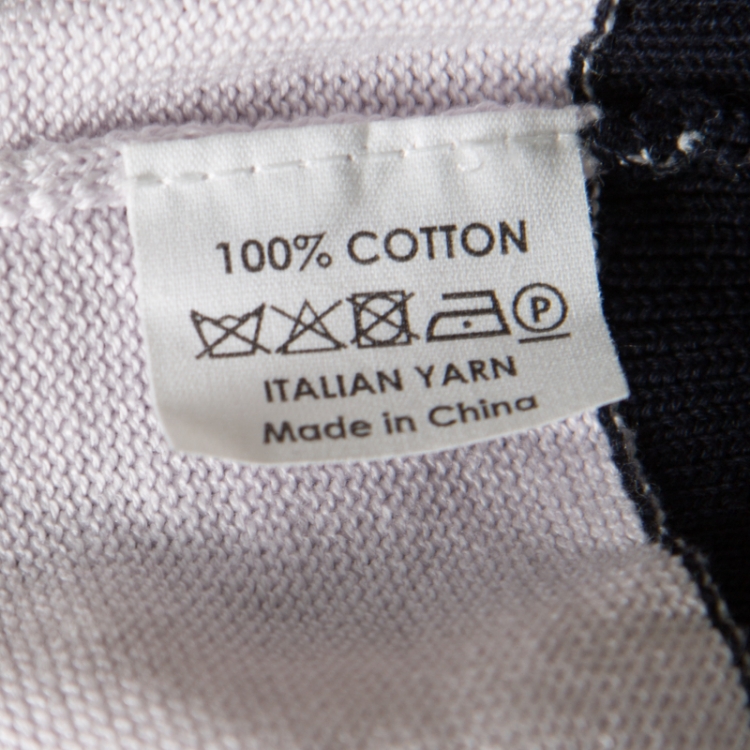 100% COTTON
P
ITALIAN YARN
Made in China